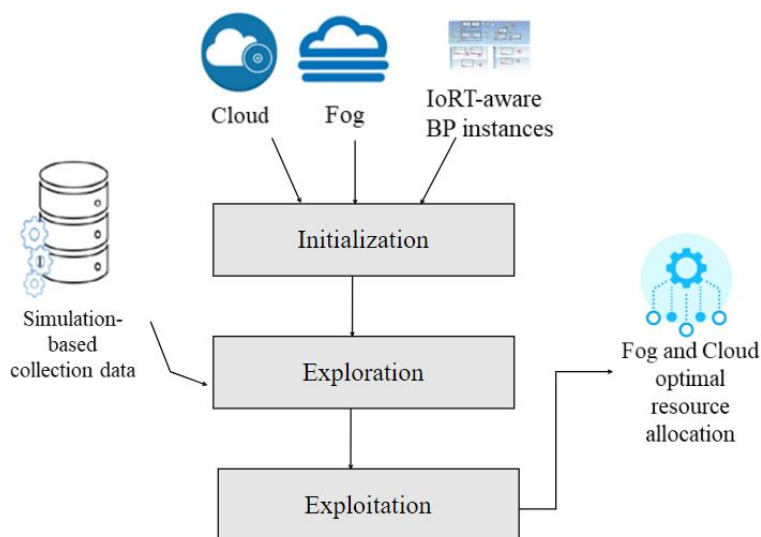 Cloud
Fog
IoRT-aware
BP instances
Initialization
Simulation-
based
collection data
Exploration
Fog and Cloud
optimal
resource
allocation
Exploitation